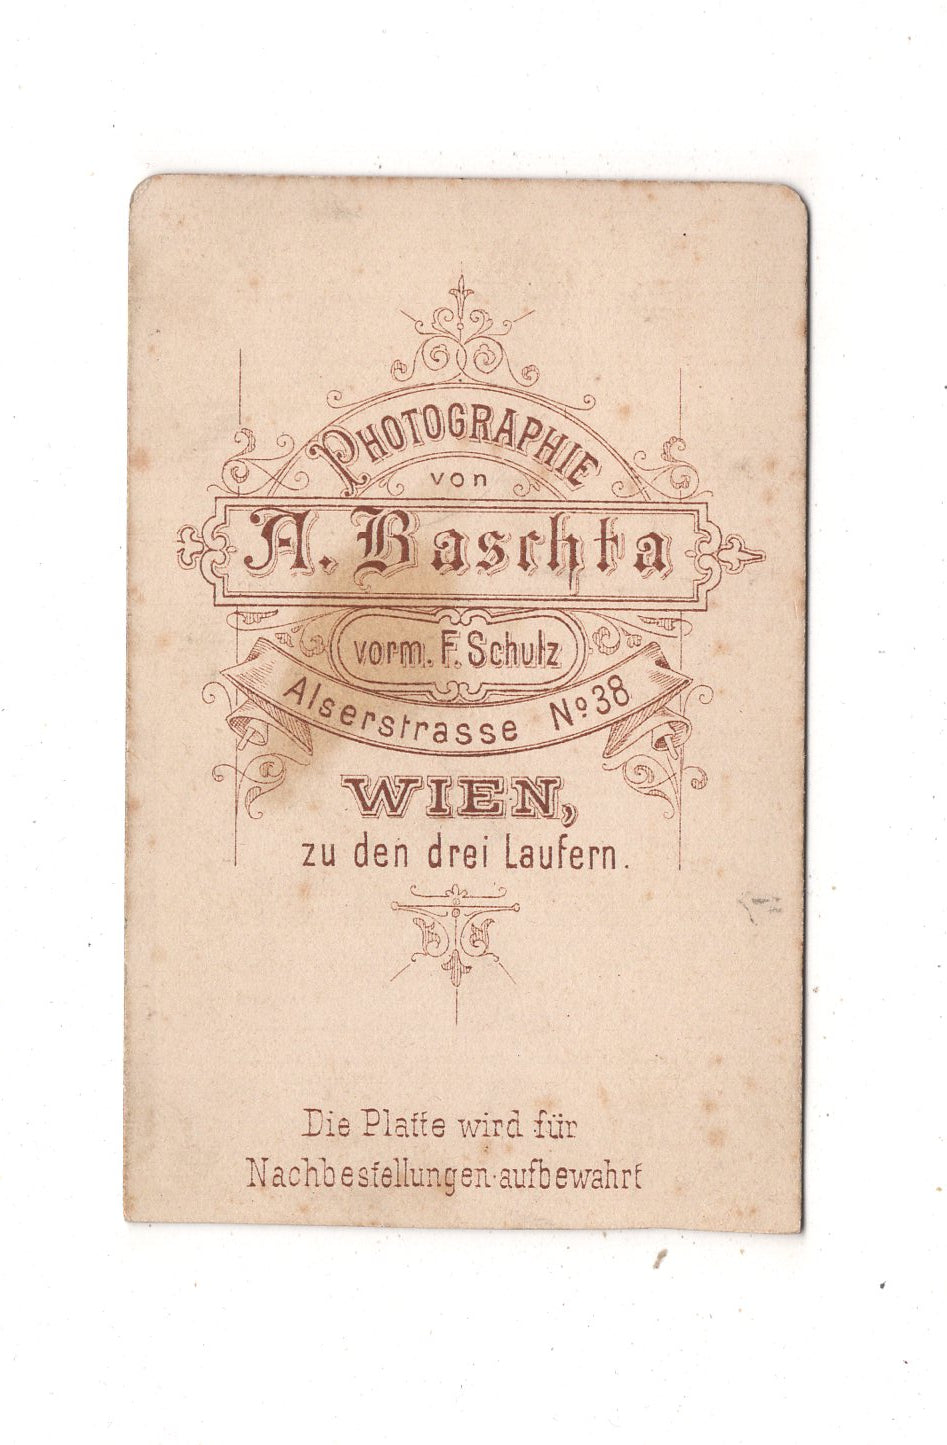 PHOTOGRAPHIE
von
A. Baschta
vorm. F. Schulz
Alserstrasse No 38
WIEN,
zu den drei Laufern.
Die Platte wird für
Nachbestellungen aufbewahrt